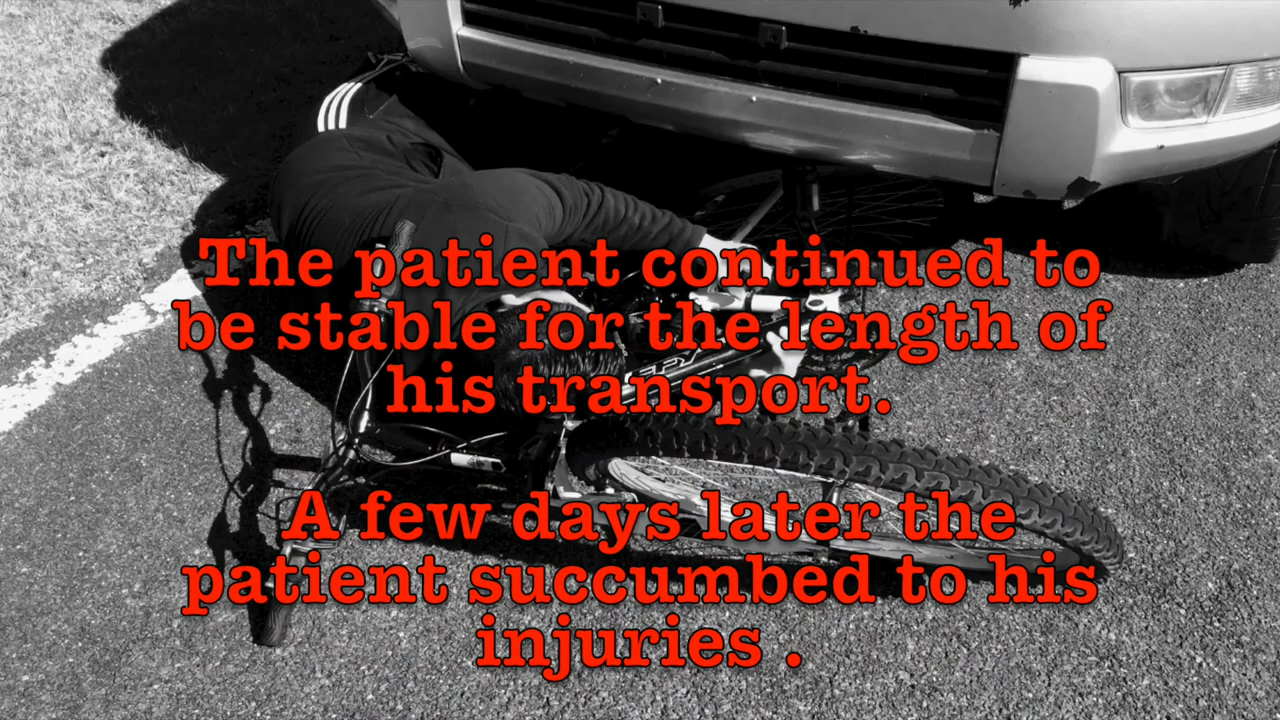 The patient continued to
be stable for the length of
his transport.
A few days later the
patient succumbed to his
injuries .